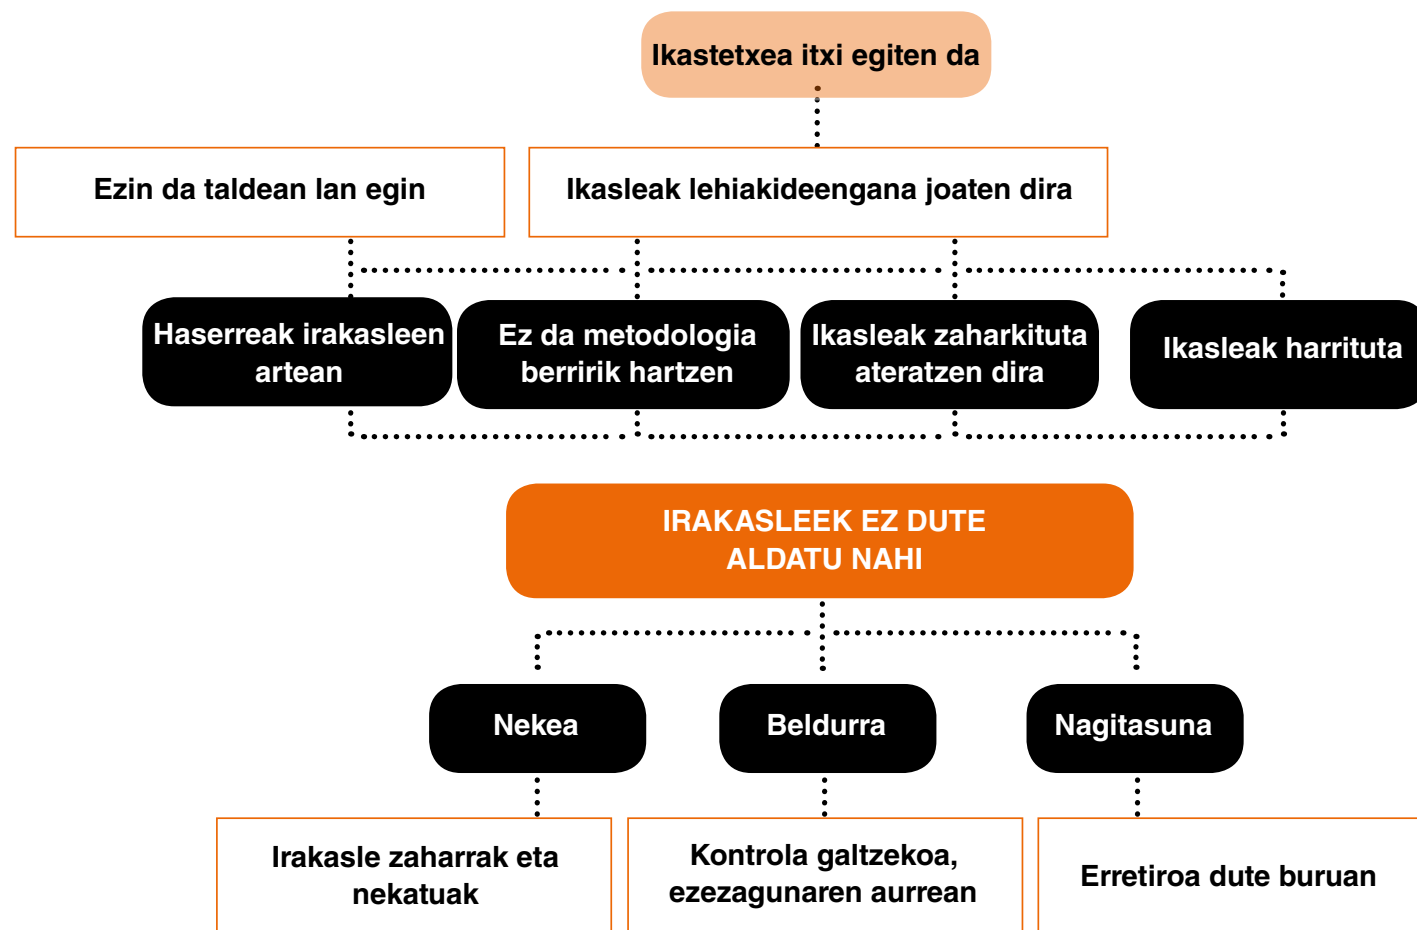 Ikastetxea itxi egiten da
Ezin da taldean lan egin
Ikasleak lehiakideengana joaten dira
Haserreak irakasleen
artean
Ez da metodologia
berririk hartzen
Ikasleak zaharkituta
ateratzen dira
Ikasleak harrituta
IRAKASLEEK EZ DUTE
ALDATU NAHI
Nekea
Beldurra
Nagitasuna
Irakasle zaharrak eta
nekatuak
Kontrola galtzekoa,
ezezagunaren aurrean
Erretiroa dute buruan